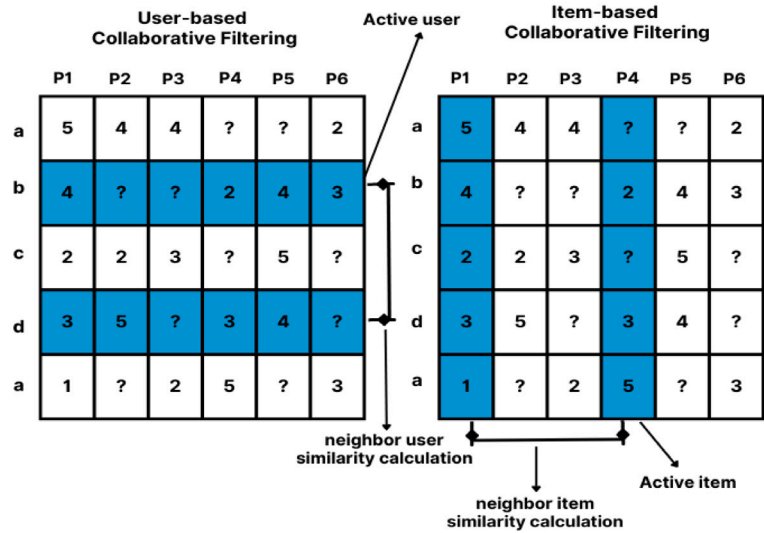 User-based
Collaborative Filtering
Active user
P1 P2 P3 P4 P5 P6
a 5 4 4 ? ? 2
b 4 ? ? 2 4 3
c 2 2 3 ? 5 ?
d 3 5 ? 3 4 ?
a 1 ? 2 5 ? 3
neighbor user
similarity calculation
Item-based
Collaborative Filtering
P1 P2 P3 P4 P5 P6
a 5 4 4 ? ? 2
b 4 ? ? 2 4 3
c 2 2 3 ? 5 ?
d 3 5 ? 3 4 ?
a 1 ? 2 5 ? 3
Active item
neighbor item
similarity calculation